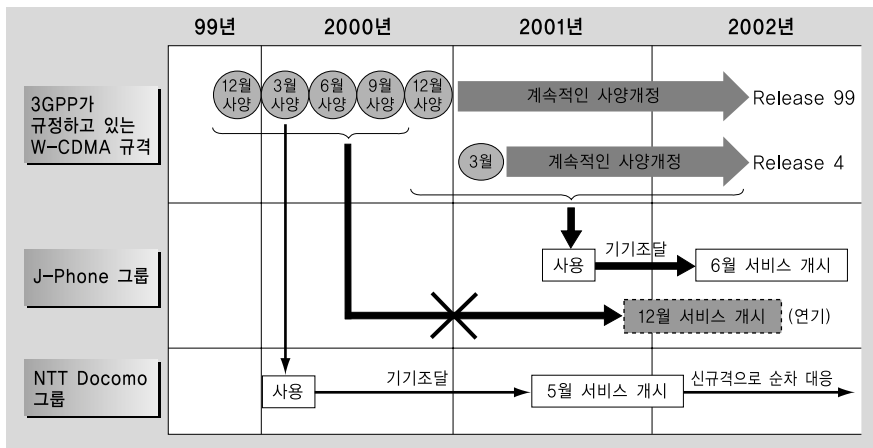 99년 2000년 2001년 2002년
3GPP가
규정하고 있는
W-CDMA 규격
12월
사양
3월
사양
6월
사양
9월
사양
12월
사양
계속적인 사양개정
Release 99
3월
계속적인 사양개정
Release 4
J-Phone 그룹
사용
기기조달
6월 서비스 개시
12월 서비스 개시
(연기)
NTT Docomo
그룹
사용
기기조달
5월 서비스 개시
신규격으로 순차 대응